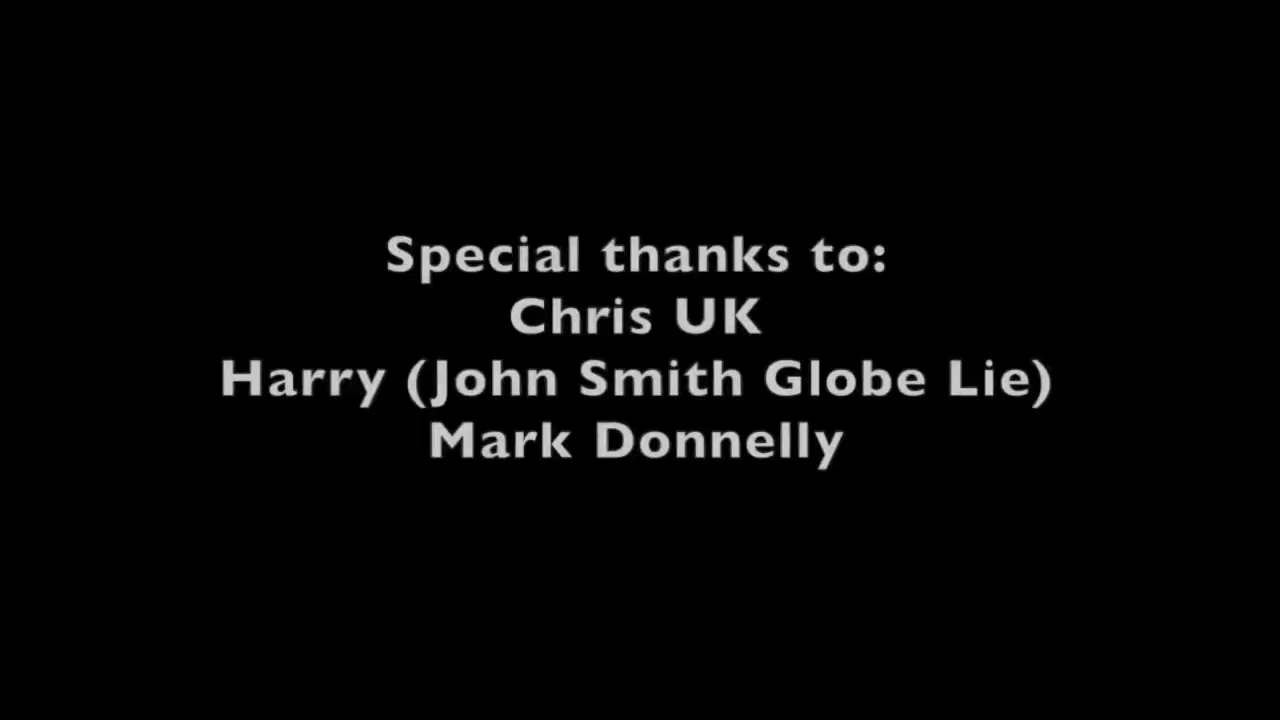 Special thanks to:
Chris UK
Harry (John Smith Globe Lie)
Mark Donnelly